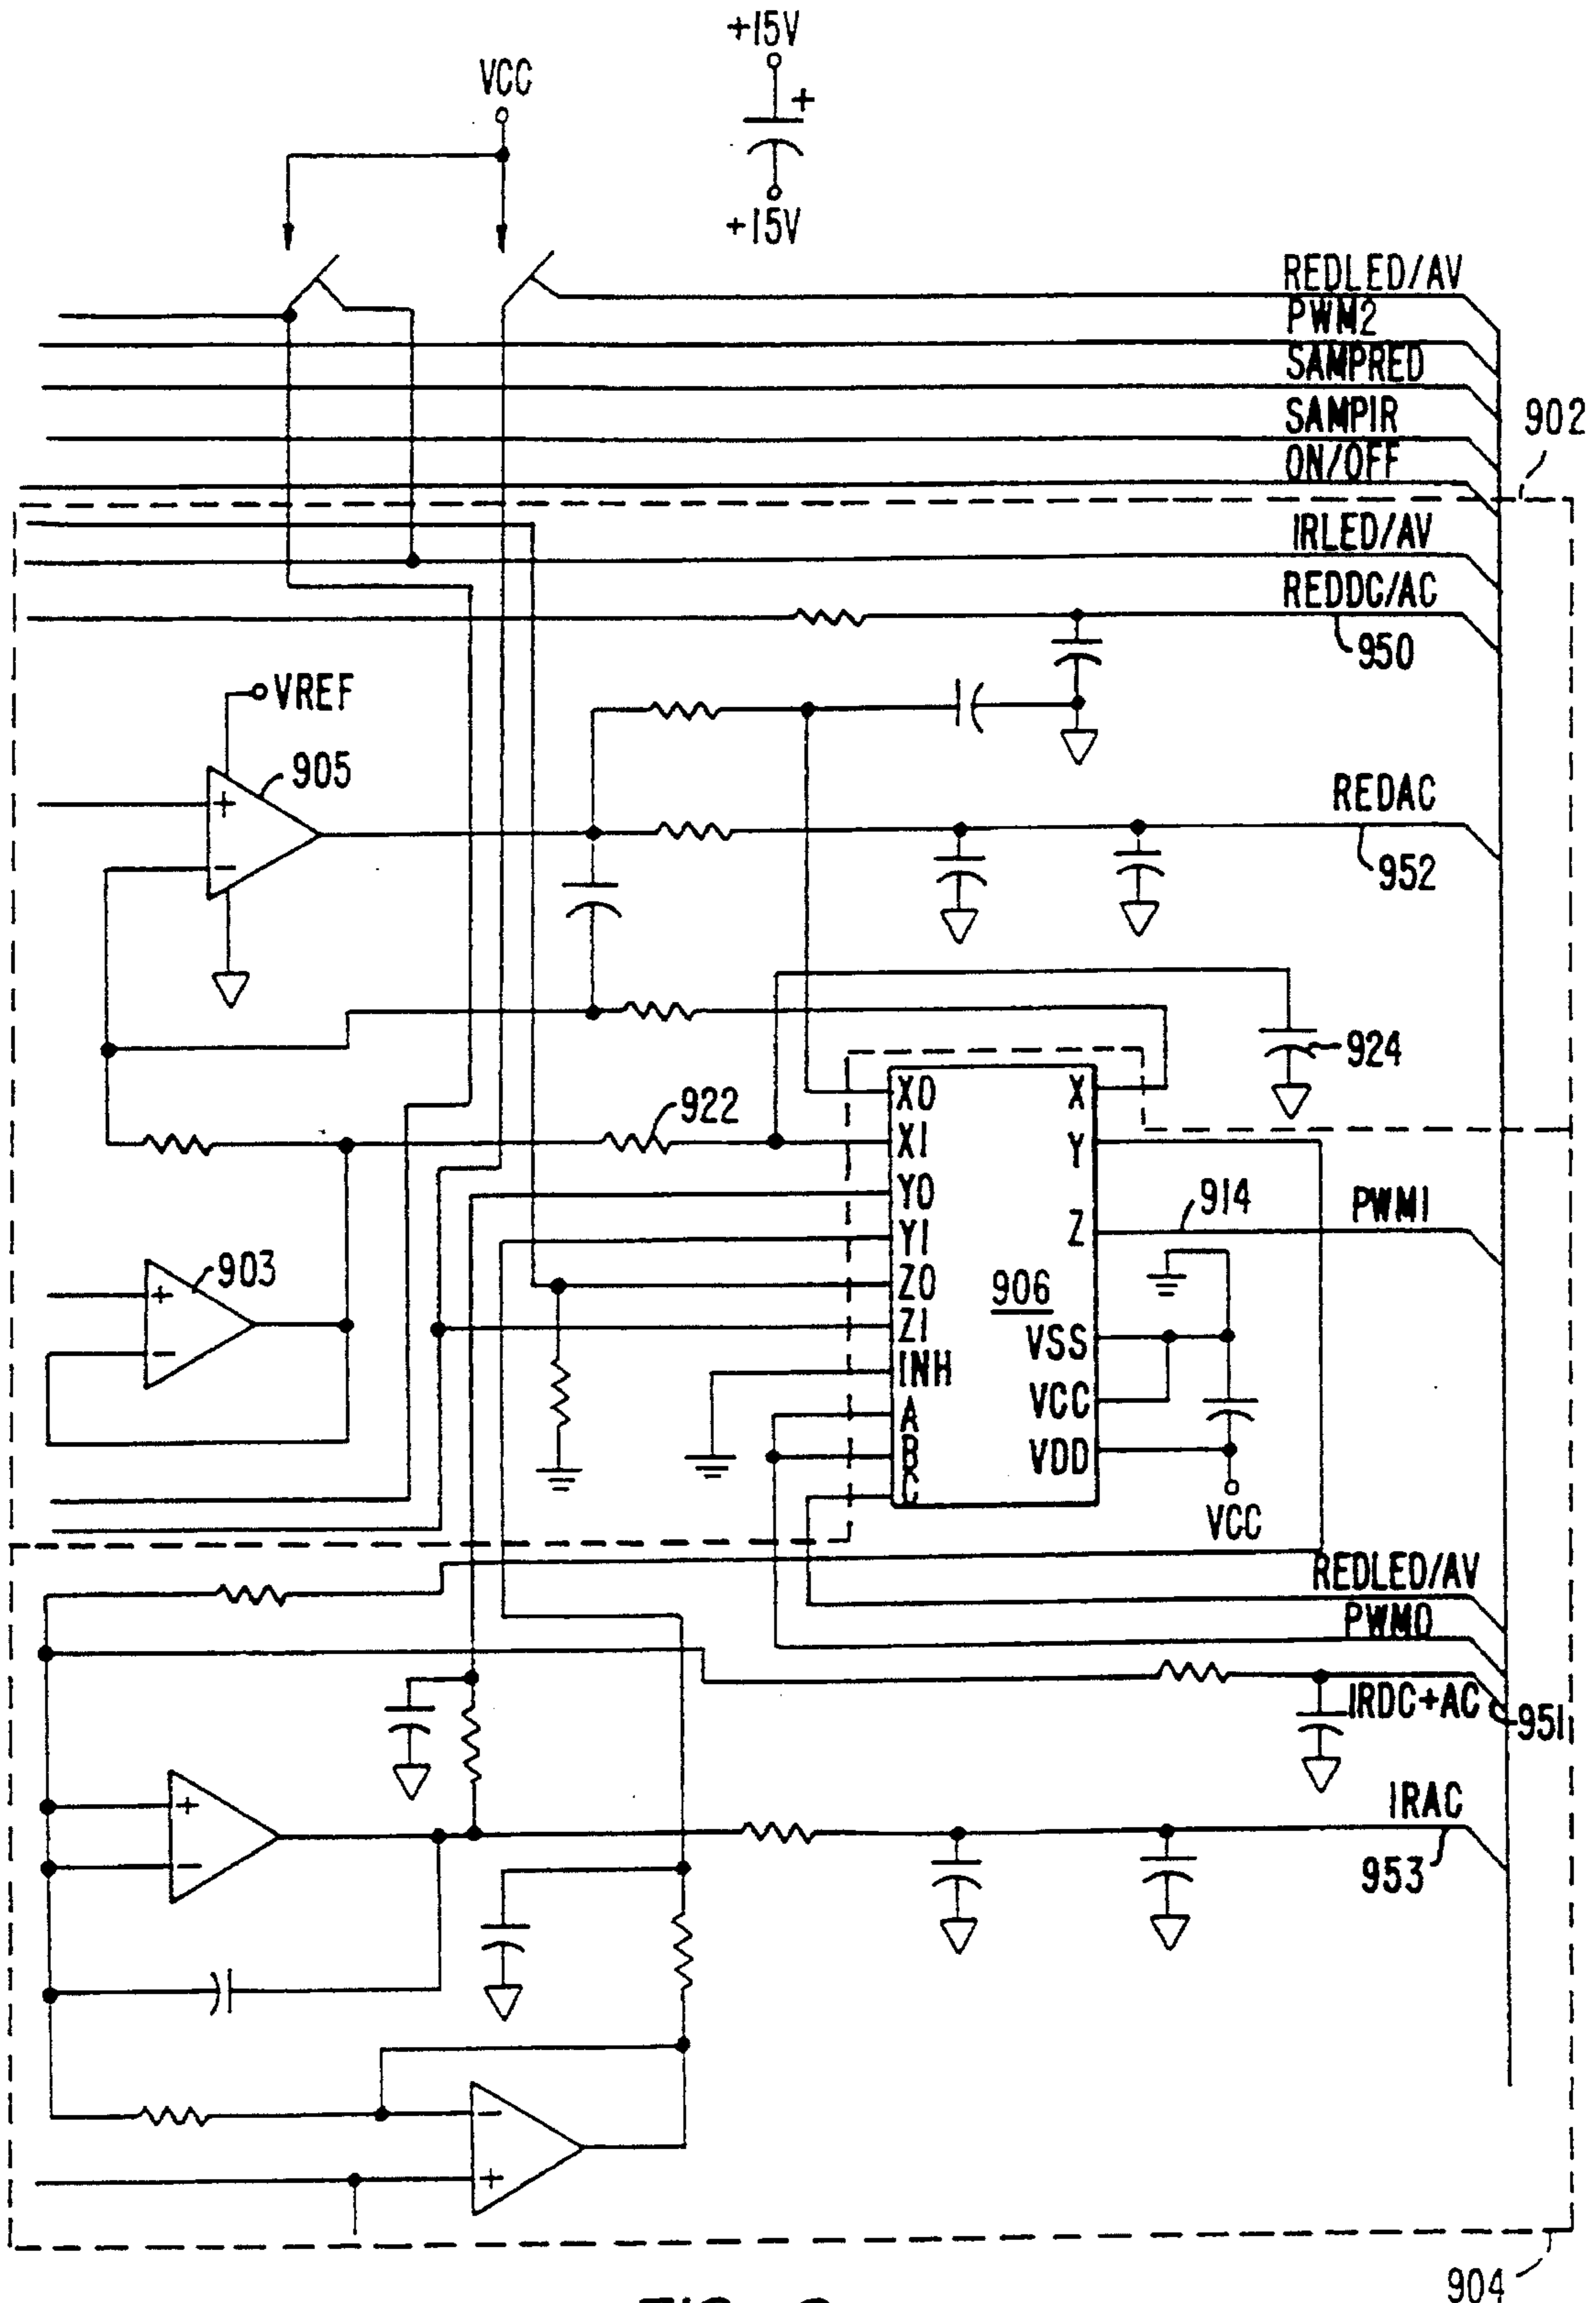 +15V
VCC
+
+15V
REDLED/AV
PWM2
SAMPRED
SAMPIR
902
ON/OFF
IRLED/AV
REDDC/AC
950
VREF
905
+
−
REDAC
952
924
922
X0
X
X1
Y
Y0
914
PWM1
Y1
Z
903
+
−
Z0
906
Z1
VSS
INH
VCC
A
B
VDD
C
VCC
REDLED/AV
PWM0
IRDC+AC
951
+
−
IRAC
953
−
+
904